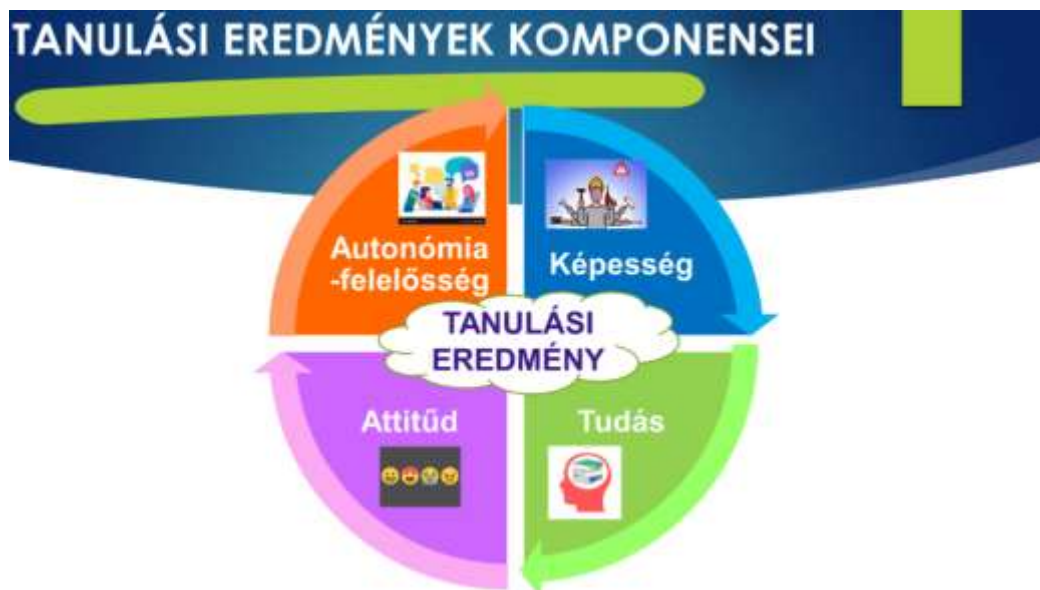 TANULÁSI EREDMÉNYEK KOMPONENSEI
Autonómia
-felelősség
Képesség
TANULÁSI
EREDMÉNY
Attitűd
Tudás